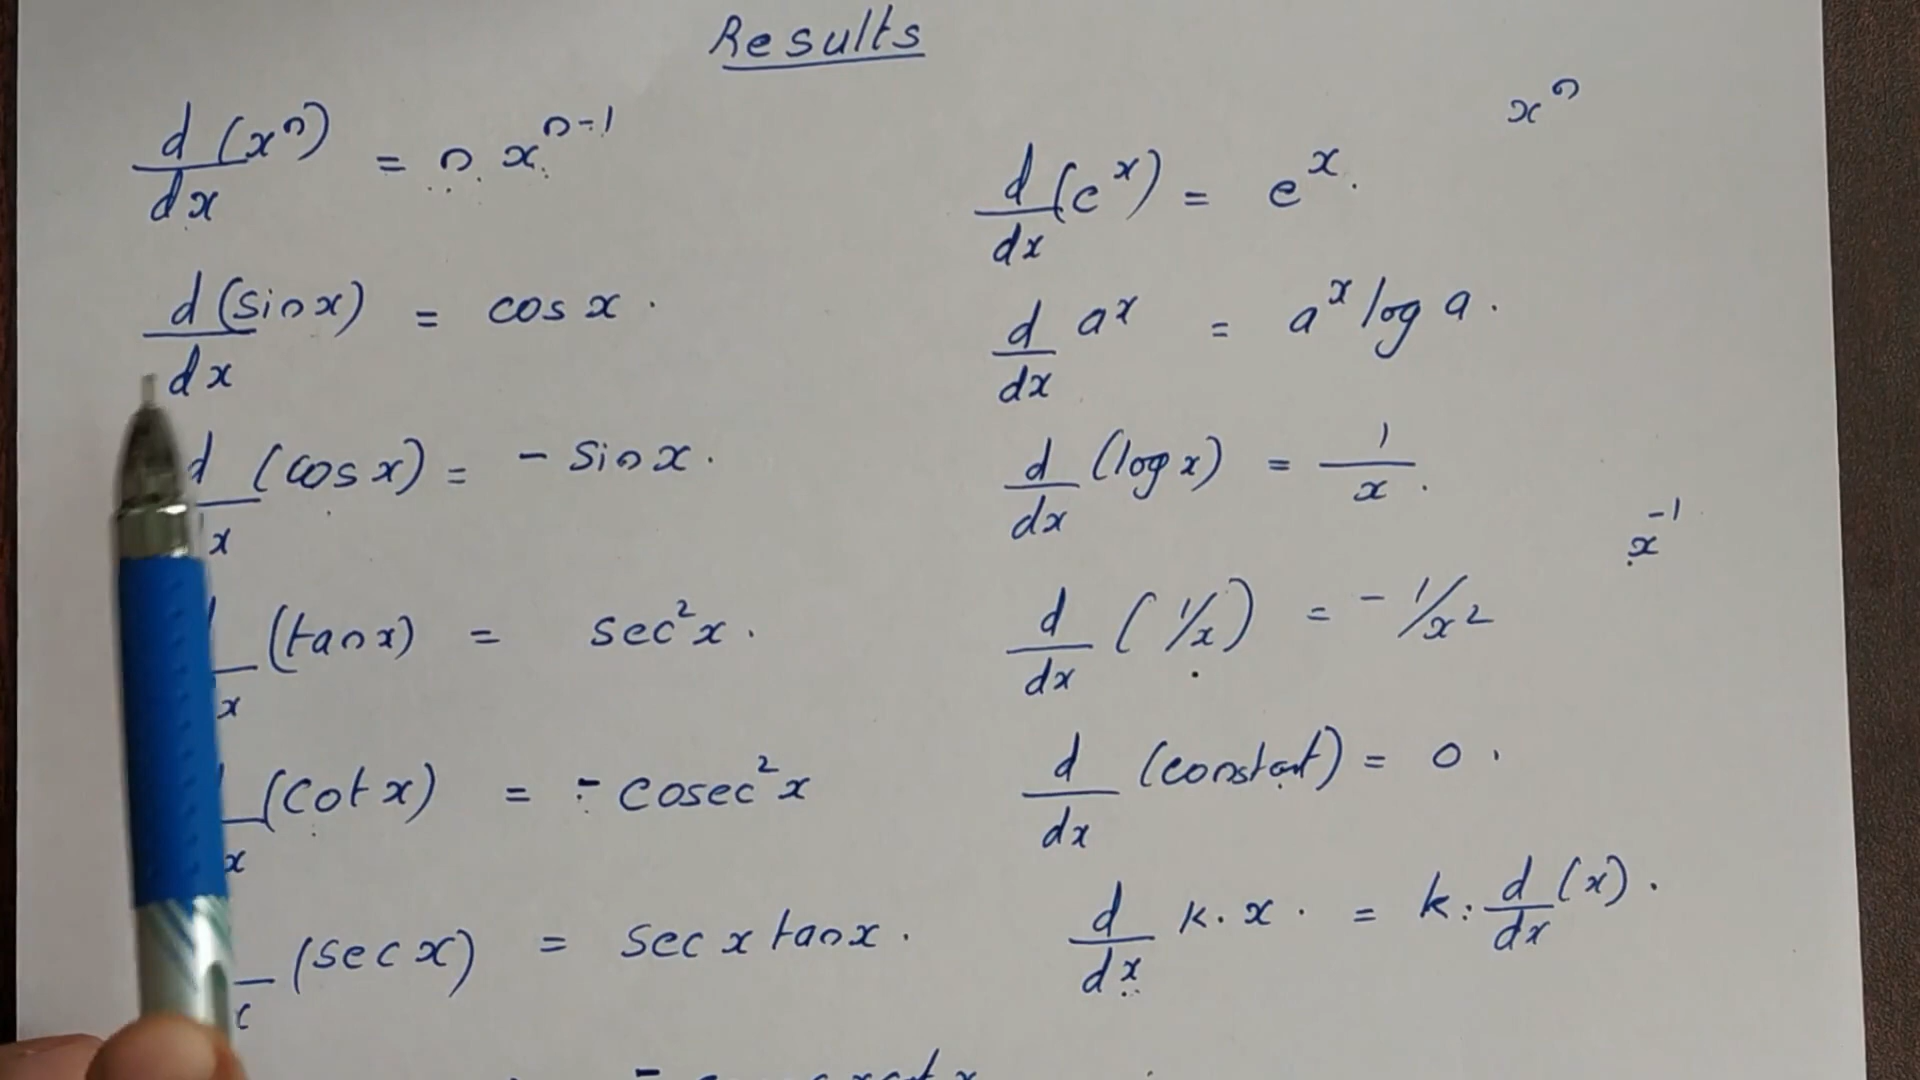 Results
d/dx (xⁿ) = n xⁿ⁻¹
d/dx (sin x) = cos x.
d (cos x) = - sin x.
x
(tan x) = sec²x.
x
(cot x) = - cosec²x
x
(sec x) = sec x tan x.
xⁿ
d/dx (eˣ) = eˣ.
d/dx aˣ = aˣ log a.
d/dx (log x) = 1/x.
x⁻¹
d/dx (1/x) = - 1/x²
d/dx (constant) = 0.
d/dx k. x. = k. d/dx (x).